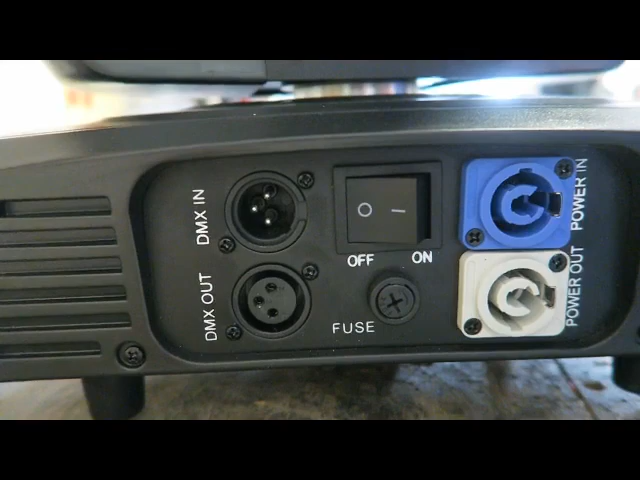 DMX IN
DMX OUT
O I
OFF ON
FUSE
POWER IN
POWER OUT